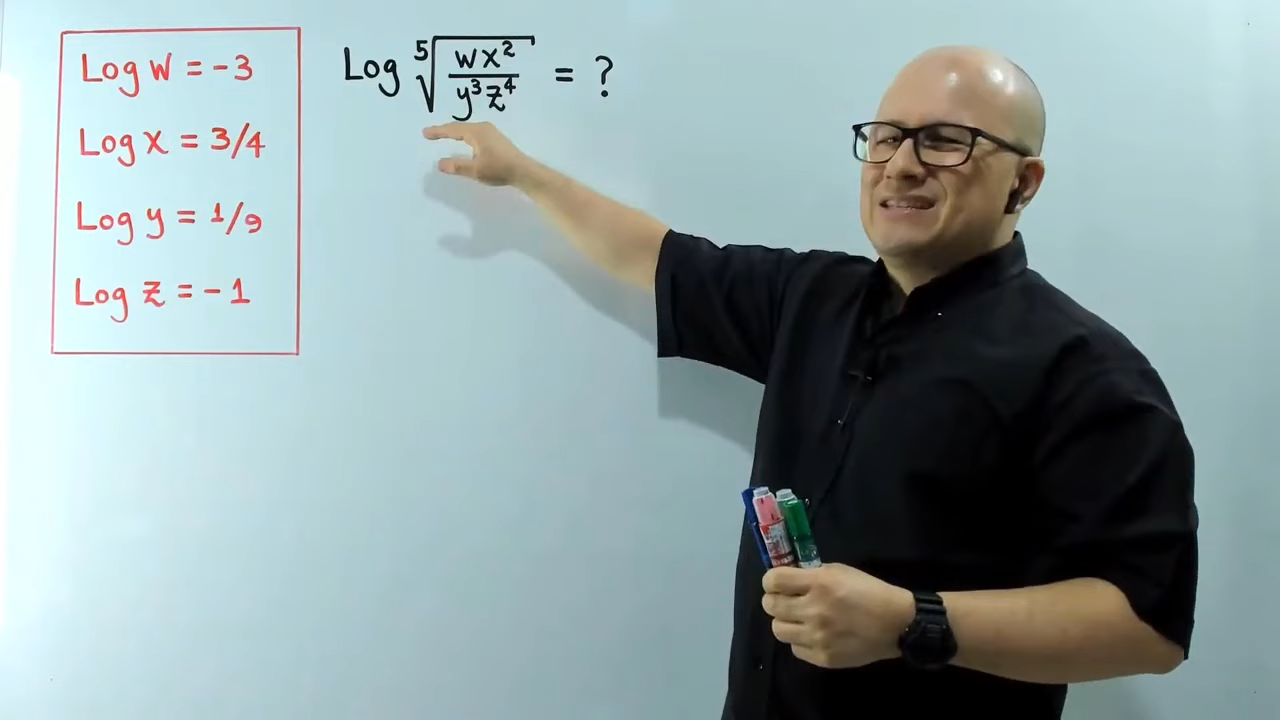 Log w = -3
Log x = 3/4
Log y = 1/9
Log z = -1
Log ⁵√(wx²/y³z⁴) = ?